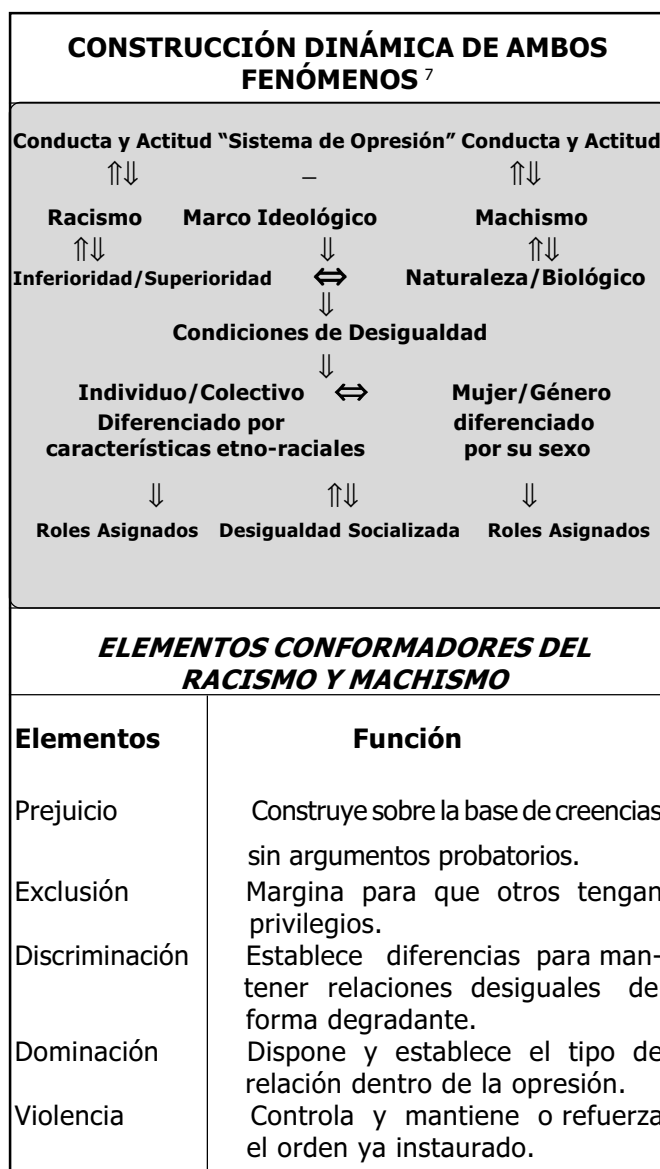 CONSTRUCCIÓN DINÁMICA DE AMBOS
FENÓMENOS 7
Conducta y Actitud “Sistema de Opresión” Conducta y Actitud
⇑⇓ – ⇑⇓
Racismo Marco Ideológico Machismo
⇑⇓ ⇓ ⇑⇓
Inferioridad/Superioridad ⇔ Naturaleza/Biológico
⇓
Condiciones de Desigualdad
⇓
Individuo/Colectivo ⇔ Mujer/Género
Diferenciado por diferenciado
características etno-raciales por su sexo
⇓ ⇑⇓ ⇓
Roles Asignados Desigualdad Socializada Roles Asignados
ELEMENTOS CONFORMADORES DEL
RACISMO Y MACHISMO
Elementos Función
Prejuicio Construye sobre la base de creencias
sin argumentos probatorios.
Exclusión Margina para que otros tengan
privilegios.
Discriminación Establece diferencias para man-
tener relaciones desiguales de
forma degradante.
Dominación Dispone y establece el tipo de
relación dentro de la opresión.
Violencia Controla y mantiene o refuerza
el orden ya instaurado.